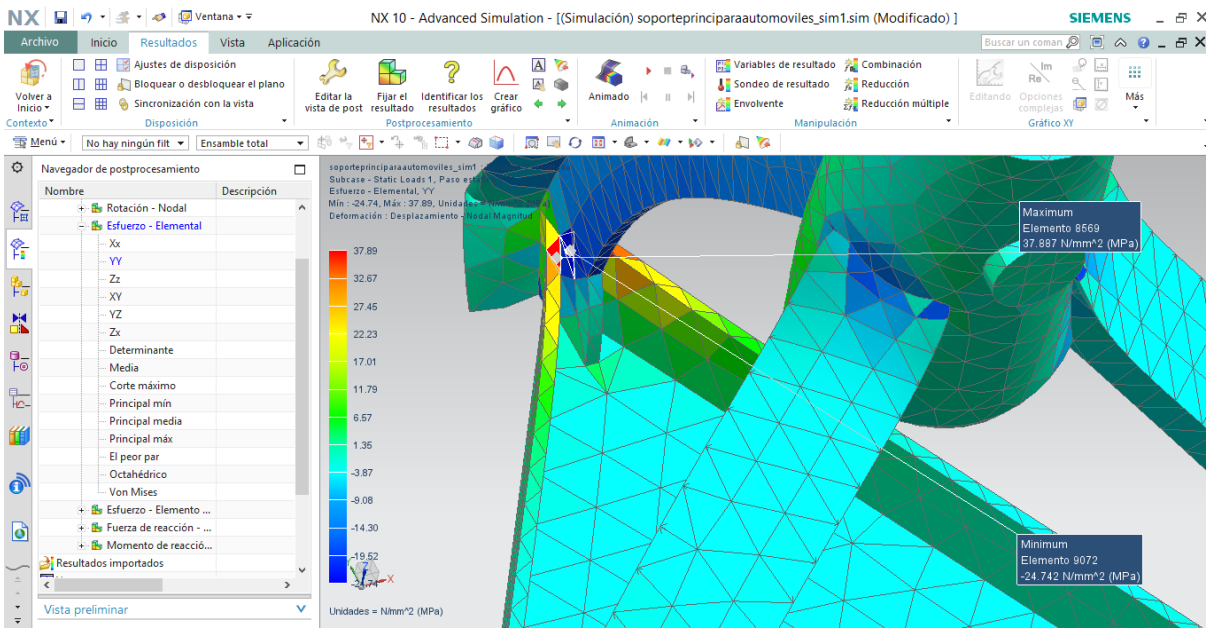 NX Ventana NX 10 - Advanced Simulation - [(Simulación) soporteprinciparaautomoviles_sim1.sim (Modificado) ] SIEMENS
Archivo Inicio Resultados Vista Aplicación Buscar un coman
Volver a Inicio
Contexto
Ajustes de disposición
Bloquear o desbloquear el plano
Sincronización con la vista
Disposición
Editar la vista de post
Fijar el resultado
Identificar los resultados
Crear gráfico
Postprocesamiento
Animado
Animación
Variables de resultado
Sondeo de resultado
Envolvente
Combinación
Reducción
Reducción múltiple
Manipulación
Editando
Opciones complejas
Gráfico XY
Más
Menú No hay ningún filt Ensamble total
Navegador de postprocesamiento
Nombre Descripción
Rotación - Nodal
Esfuerzo - Elemental
Xx
YY
Zz
XY
YZ
Zx
Determinante
Media
Corte máximo
Principal mín
Principal media
Principal máx
El peor par
Octahédrico
Von Mises
Esfuerzo - Elemento ...
Fuerza de reacción - ...
Momento de reacció...
Resultados importados
Vista preliminar
soporteprinciparaautomoviles_sim1 :
Subcase - Static Loads 1, Paso
Esfuerzo - Elemental, YY
Mín : -24.74, Máx : 37.89, Unidades =
Deformación : Desplazamiento - Nodal Magnitud
37.89
32.67
27.45
22.23
17.01
11.79
6.57
1.35
-3.87
-9.08
-14.30
-19.52
-24.74
Z
X
Unidades = N/mm^2 (MPa)
Maximum
Elemento 8569
37.887 N/mm^2 (MPa)
Minimum
Elemento 9072
-24.742 N/mm^2 (MPa)